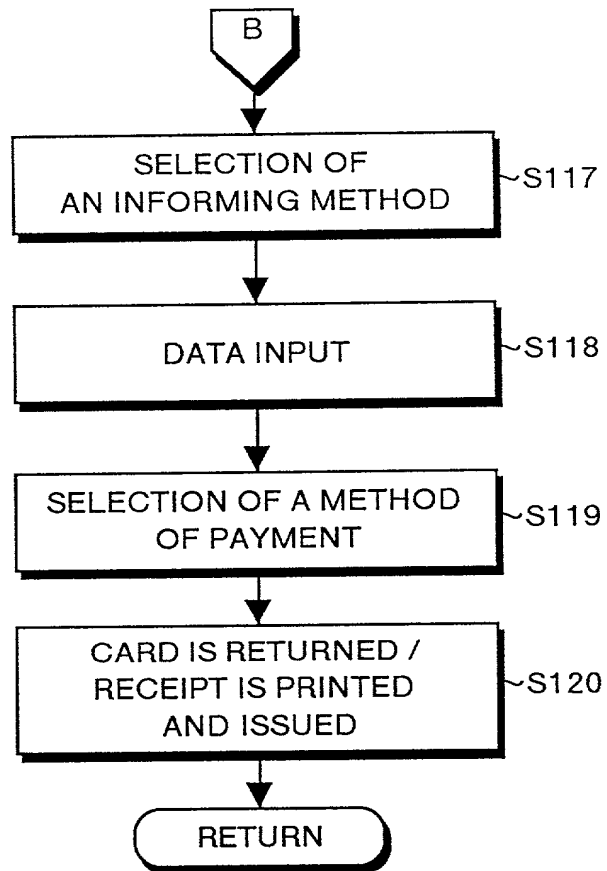 B
SELECTION OF
AN INFORMING METHOD
S117
DATA INPUT
S118
SELECTION OF A METHOD
OF PAYMENT
S119
CARD IS RETURNED /
RECEIPT IS PRINTED
AND ISSUED
S120
RETURN